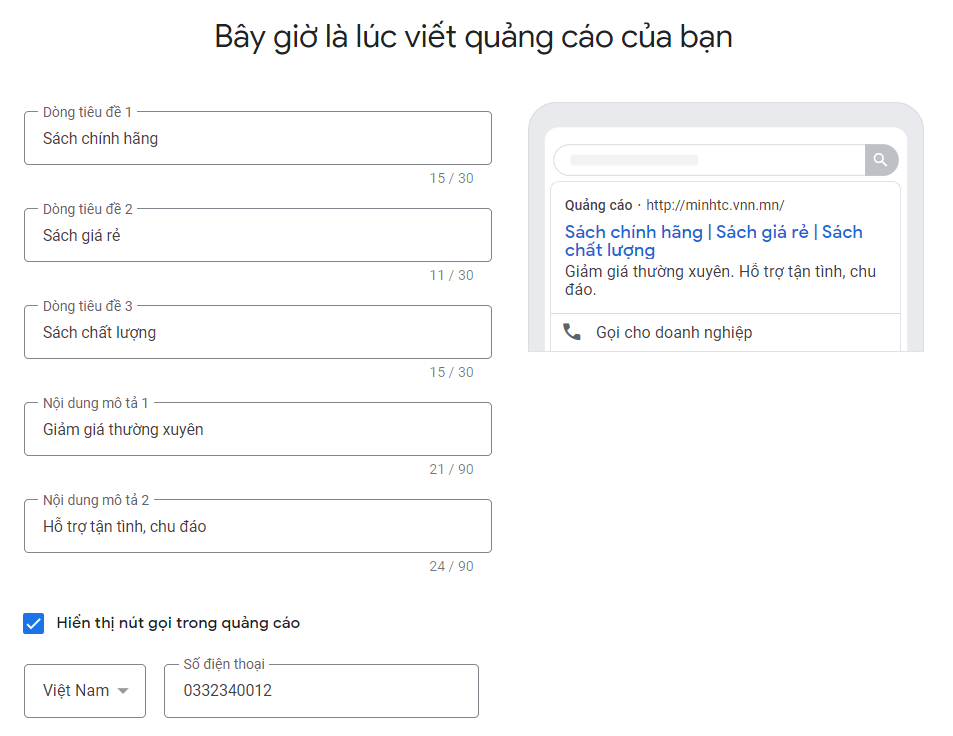 Bây giờ là lúc viết quảng cáo của bạn
Dòng tiêu đề 1
Sách chính hãng
15 / 30
Dòng tiêu đề 2
Sách giá rẻ
11 / 30
Dòng tiêu đề 3
Sách chất lượng
15 / 30
Nội dung mô tả 1
Giảm giá thường xuyên
21 / 90
Nội dung mô tả 2
Hỗ trợ tận tình, chu đáo
24 / 90
Hiển thị nút gọi trong quảng cáo
Việt Nam
Số điện thoại
0332340012
Quảng cáo · http://minhtc.vnn.mn/
Sách chính hãng | Sách giá rẻ | Sách
chất lượng
Giảm giá thường xuyên. Hỗ trợ tận tình, chu
đáo.
Gọi cho doanh nghiệp